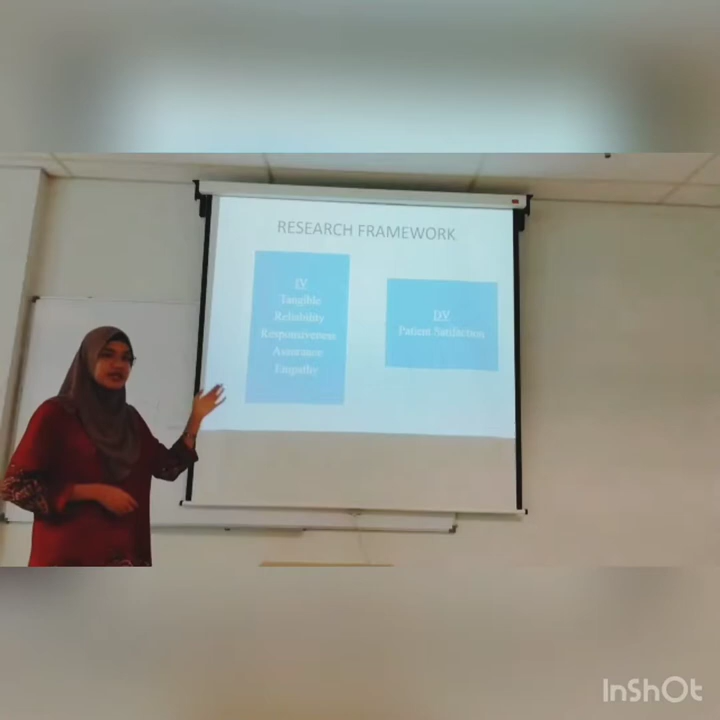 RESEARCH FRAMEWORK
IV
Tangible
Reliability
Responsiveness
Assurance
Empathy
DV
Patient Satisfaction
InShOt